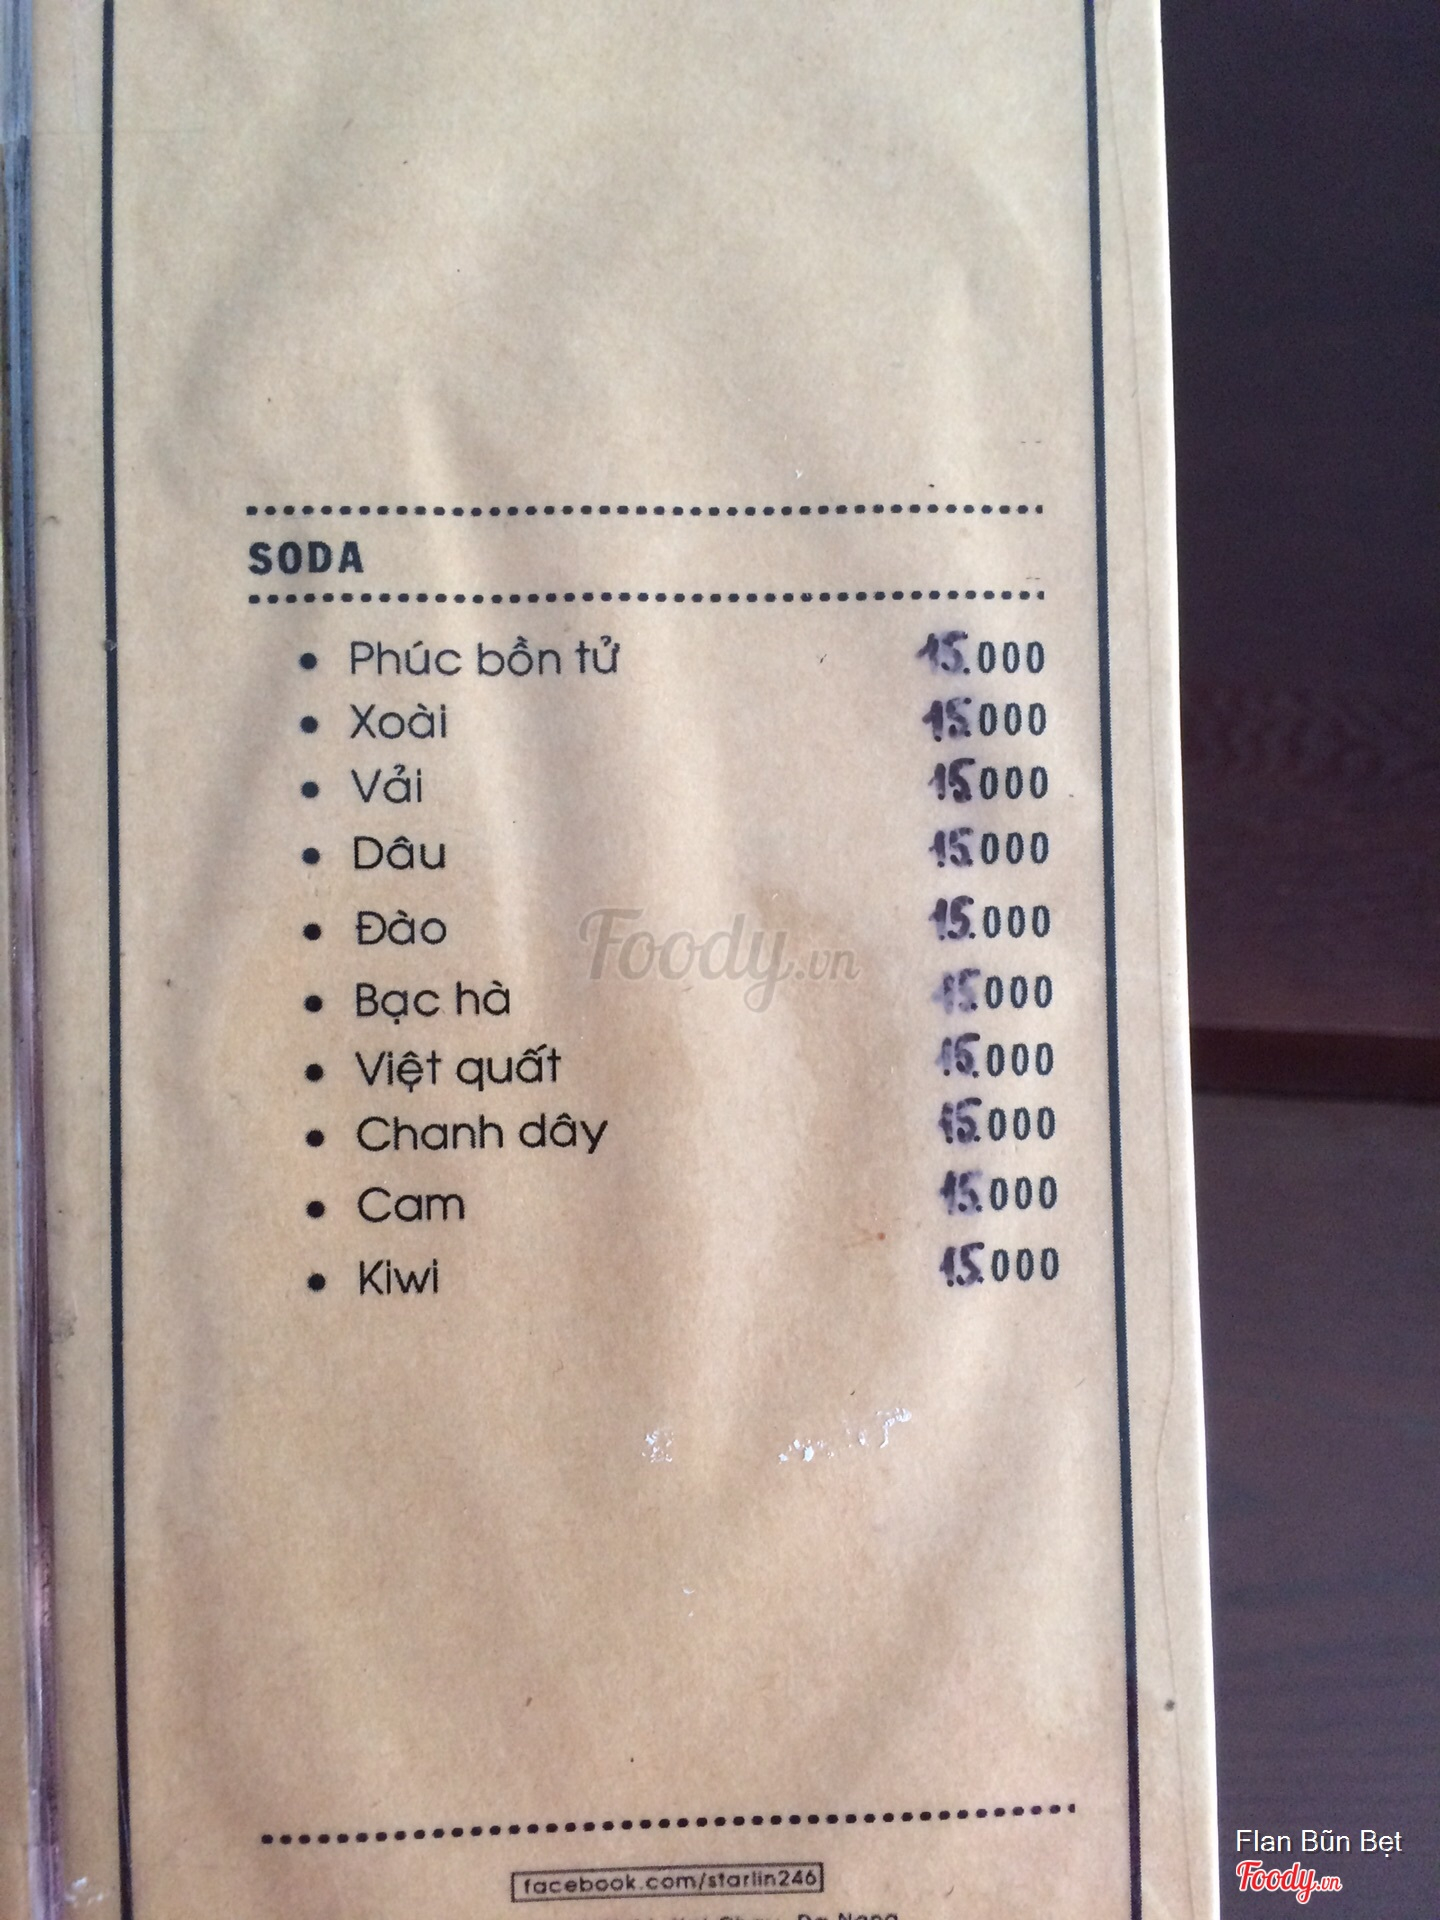 SODA
• Phúc bồn tử 15.000
• Xoài 15.000
• Vải 15.000
• Dâu 15.000
• Đào 15.000
• Bạc hà 15.000
• Việt quất 15.000
• Chanh dây 15.000
• Cam 15.000
• Kiwi 15.000
Foody.vn
facebook.com/starlin246
Da Nang
Flan Bũn Bẹt
Foody.vn